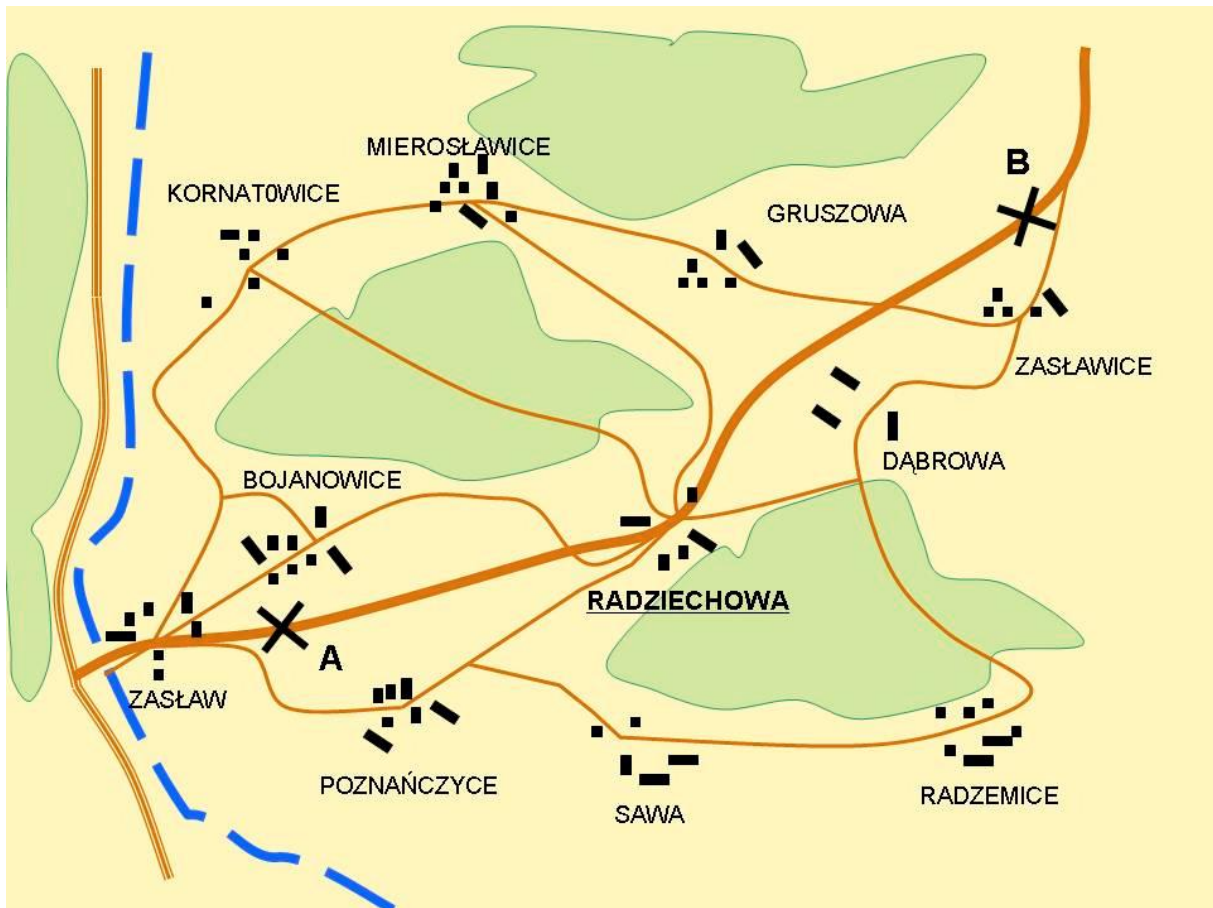 MIEROSŁAWICE
B
KORNAT0WICE
GRUSZOWA
ZASŁAWICE
DĄBROWA
BOJANOWICE
RADZIECHOWA
A
ZASŁAW
POZNAŃCZYCE
RADZEMICE
SAWA